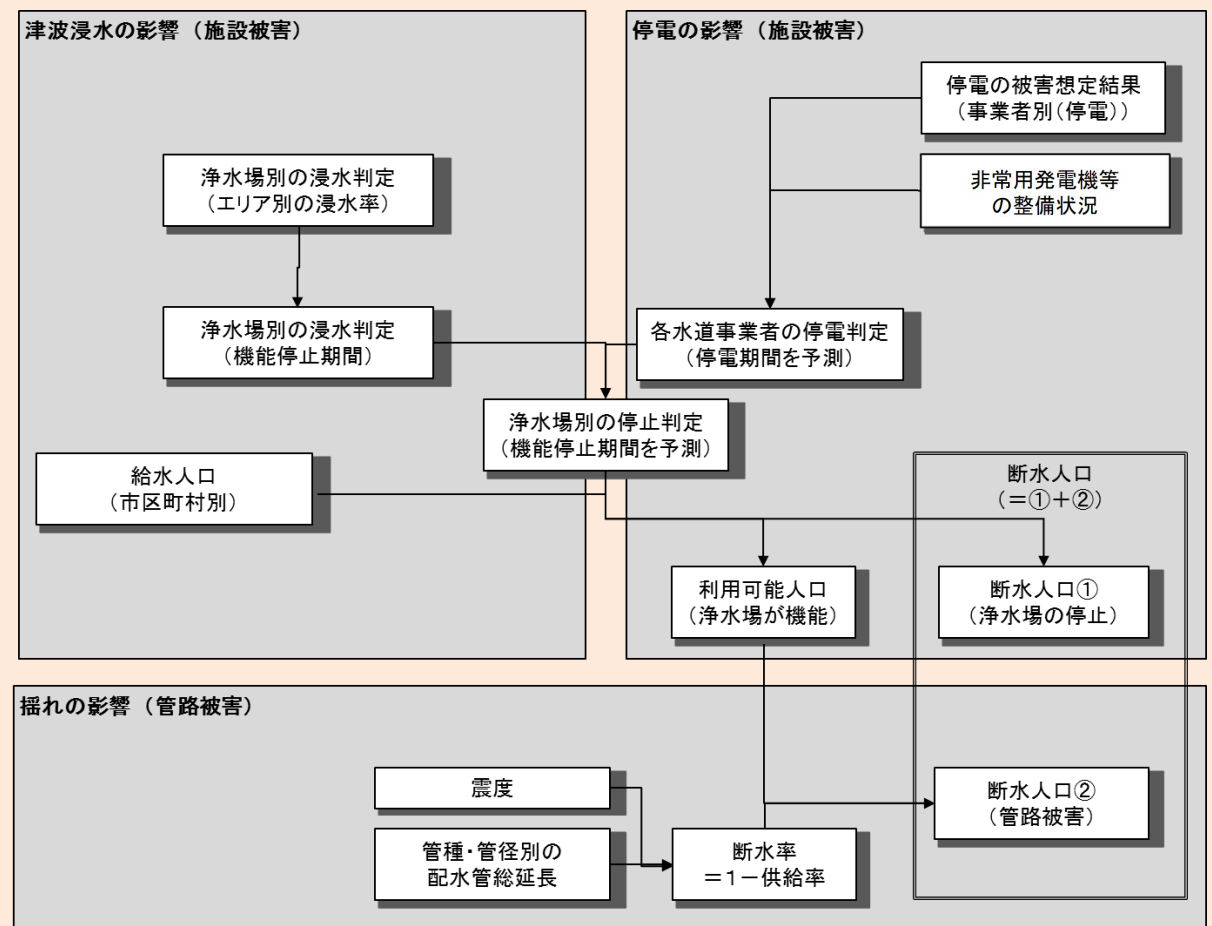 津波浸水の影響（施設被害）
浄水場別の浸水判定
（エリア別の浸水率）
浄水場別の浸水判定
（機能停止期間）
停電の影響（施設被害）
停電の被害想定結果
（事業者別（停電））
非常用発電機等
の整備状況
各水道事業者の停電判定
（停電期間を予測）
浄水場別の停止判定
（機能停止期間を予測）
給水人口
（市区町村別）
断水人口
（＝①＋②）
利用可能人口
（浄水場が機能）
断水人口①
（浄水場の停止）
揺れの影響（管路被害）
震度
管種・管径別の
配水管総延長
断水率
＝１－供給率
断水人口②
（管路被害）